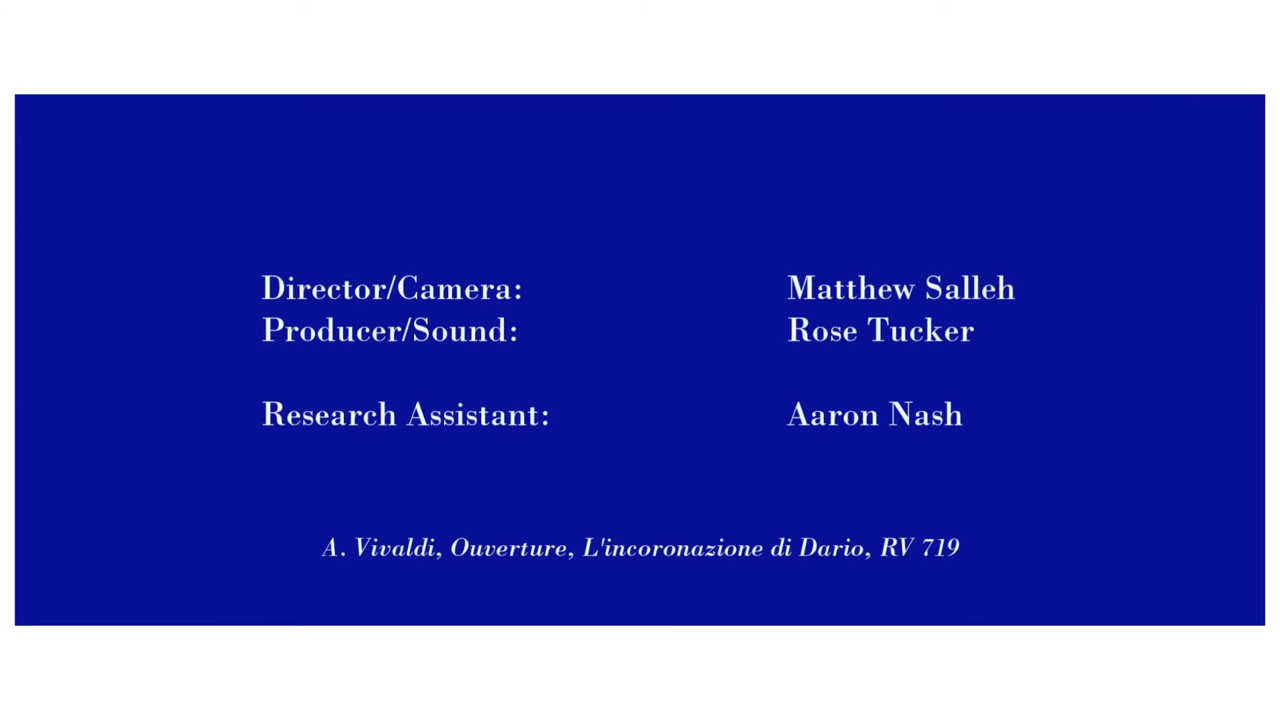 Director/Camera: Matthew Salleh
Producer/Sound: Rose Tucker
Research Assistant: Aaron Nash
A. Vivaldi, Ouverture, L'incoronazione di Dario, RV 719